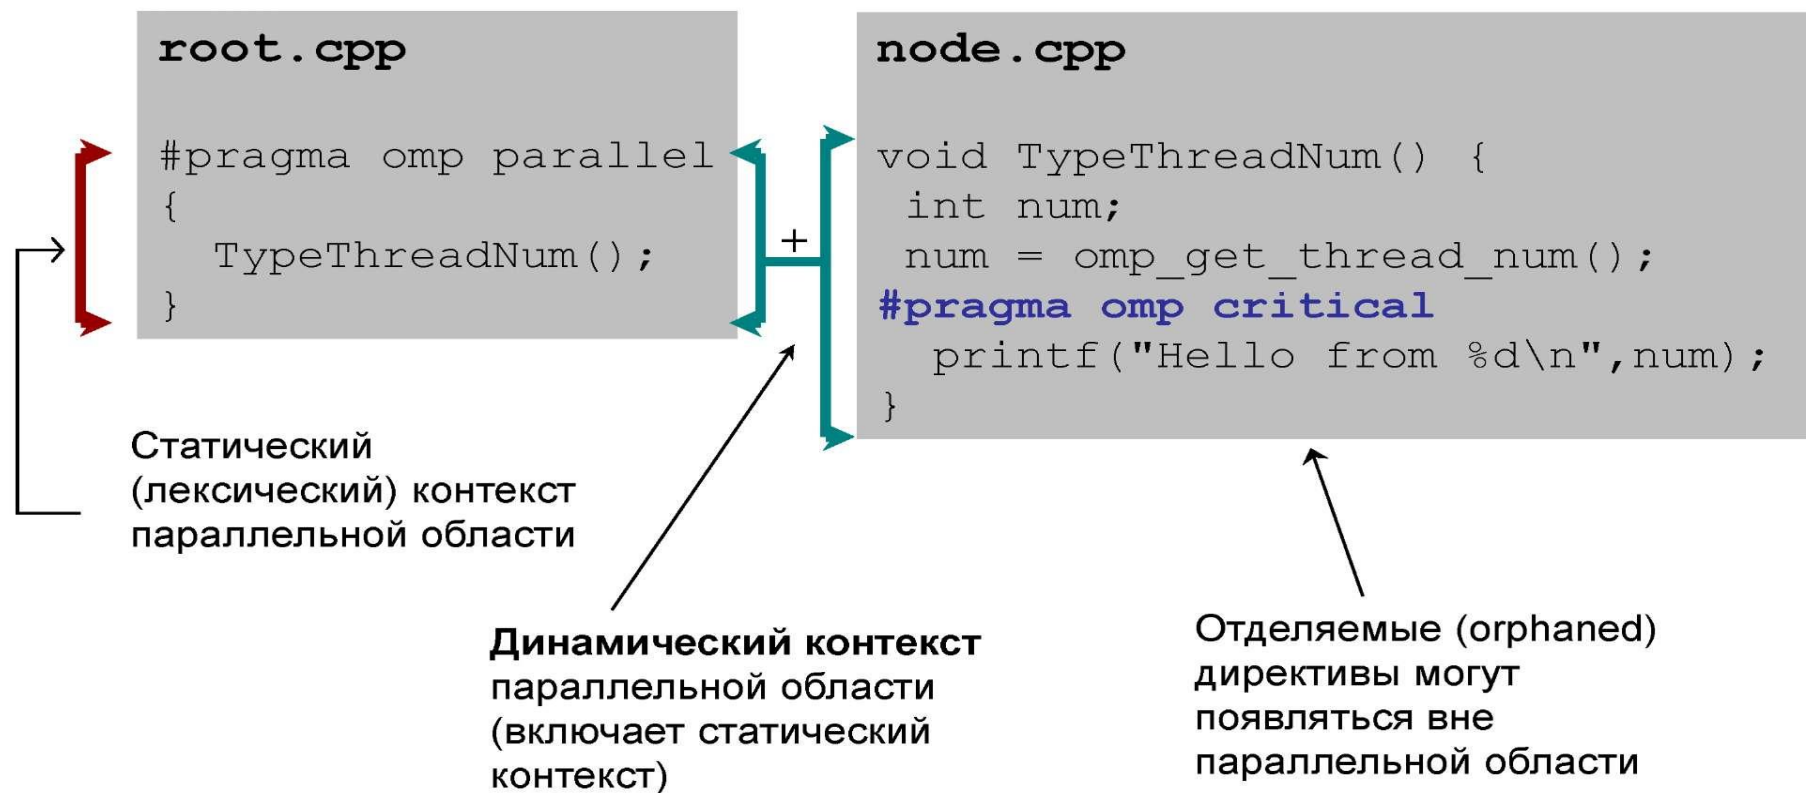 root.cpp
#pragma omp parallel
{
TypeThreadNum();
}
+
node.cpp
void TypeThreadNum() {
int num;
num = omp_get_thread_num();
#pragma omp critical
printf("Hello from %d\n",num);
}
Статический
(лексический) контекст
параллельной области
Динамический контекст
параллельной области
(включает статический
контекст)
Отделяемые (orphaned)
директивы могут
появляться вне
параллельной области